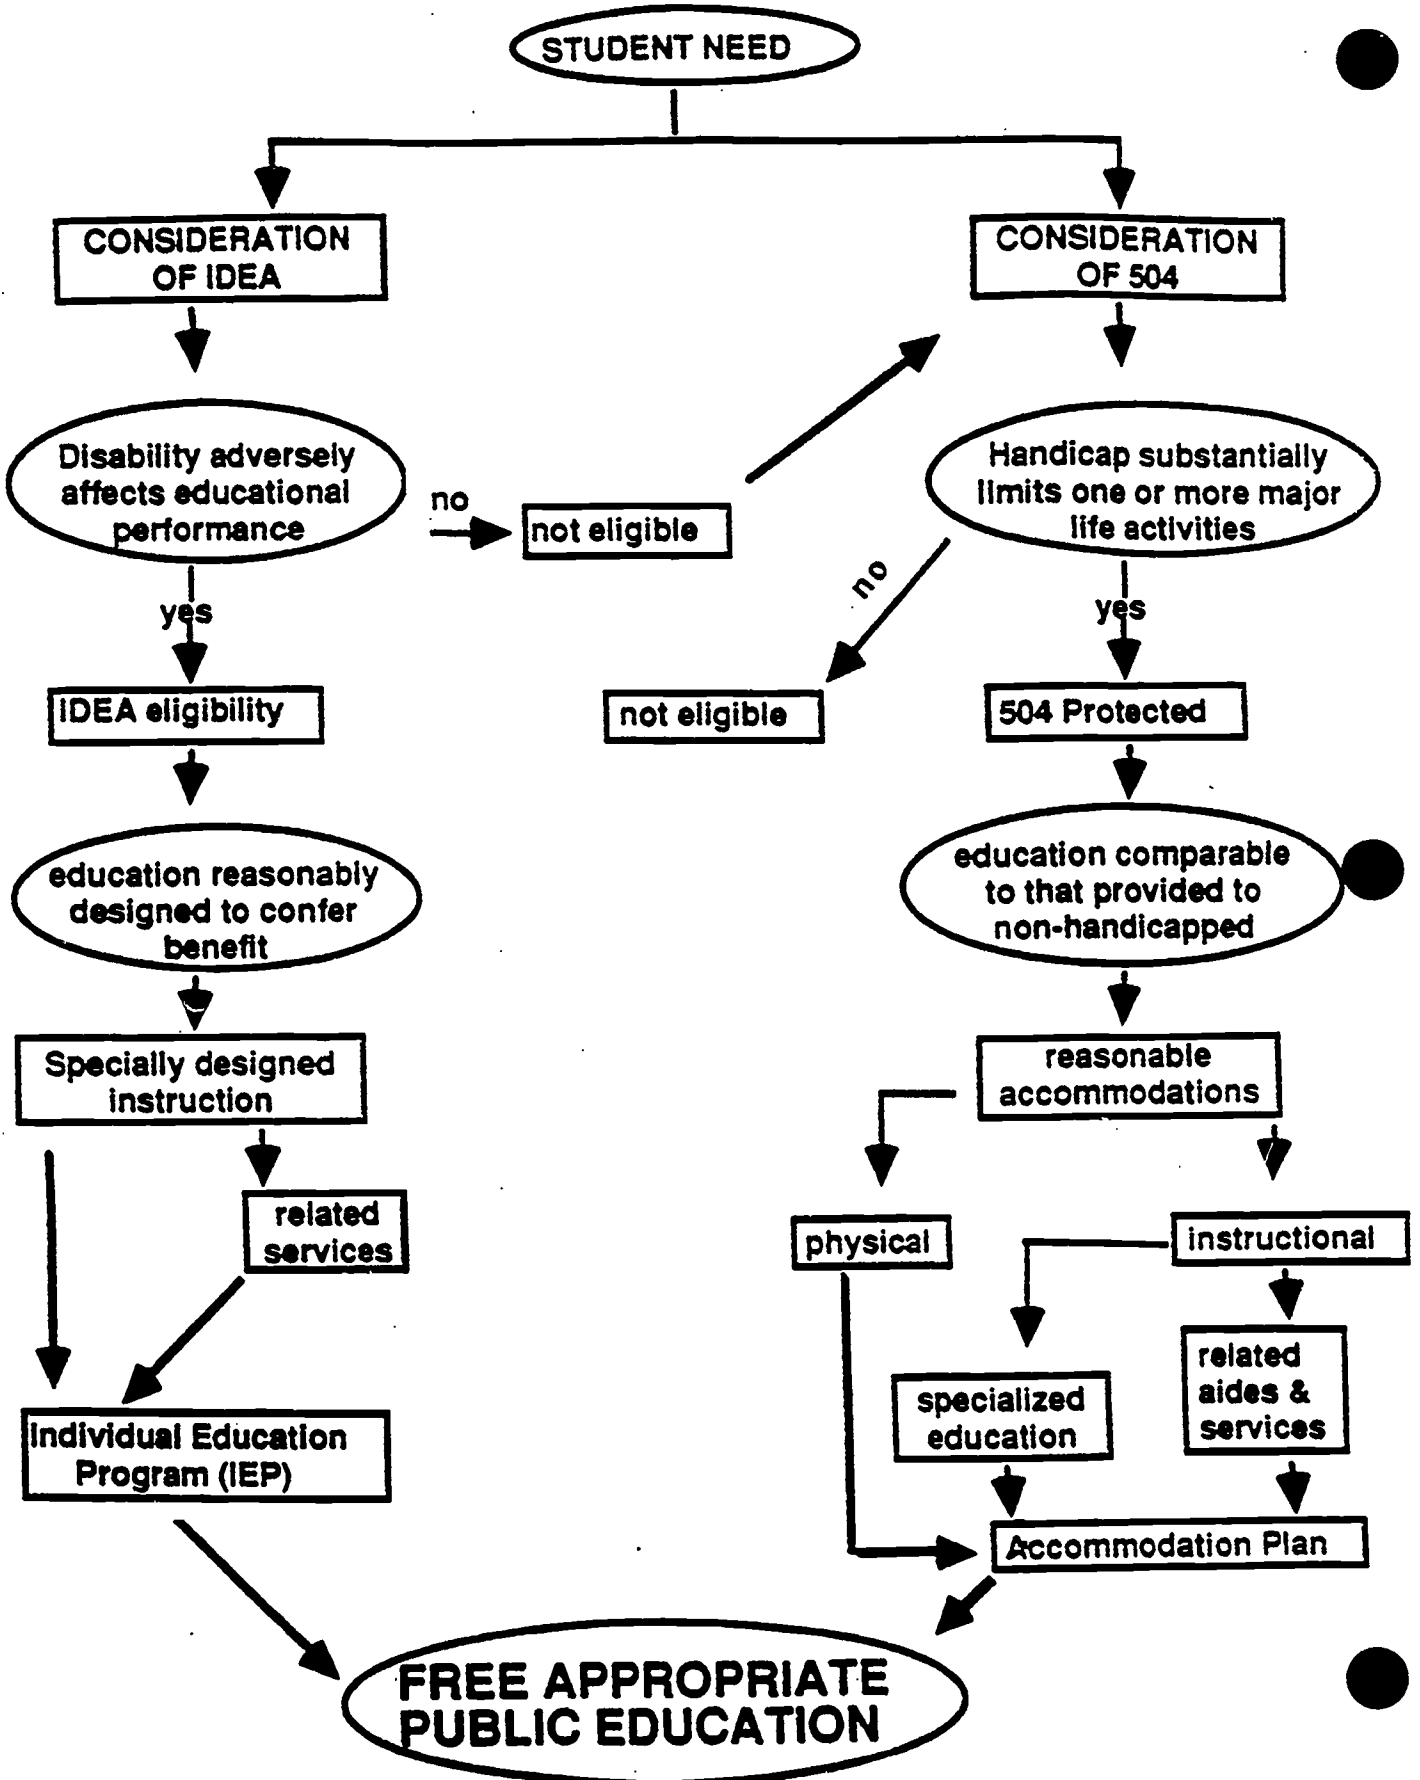 STUDENT NEED
CONSIDERATION
OF IDEA
CONSIDERATION
OF 504
Disability adversely
affects educational
performance
no
not eligible
Handicap substantially
limits one or more major
life activities
no
yes
yes
IDEA eligibility
not eligible
504 Protected
education reasonably
designed to confer
benefit
education comparable
to that provided to
non-handicapped
Specially designed
instruction
reasonable
accommodations
related
services
physical
instructional
specialized
education
related
aides &
services
Individual Education
Program (IEP)
Accommodation Plan
FREE APPROPRIATE
PUBLIC EDUCATION